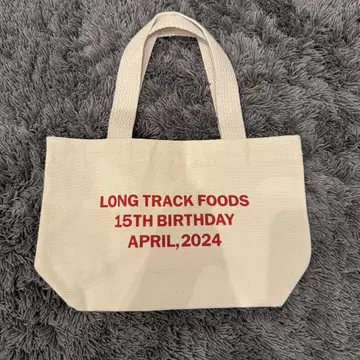 LONG TRACK FOODS
15TH BIRTHDAY
APRIL,2024